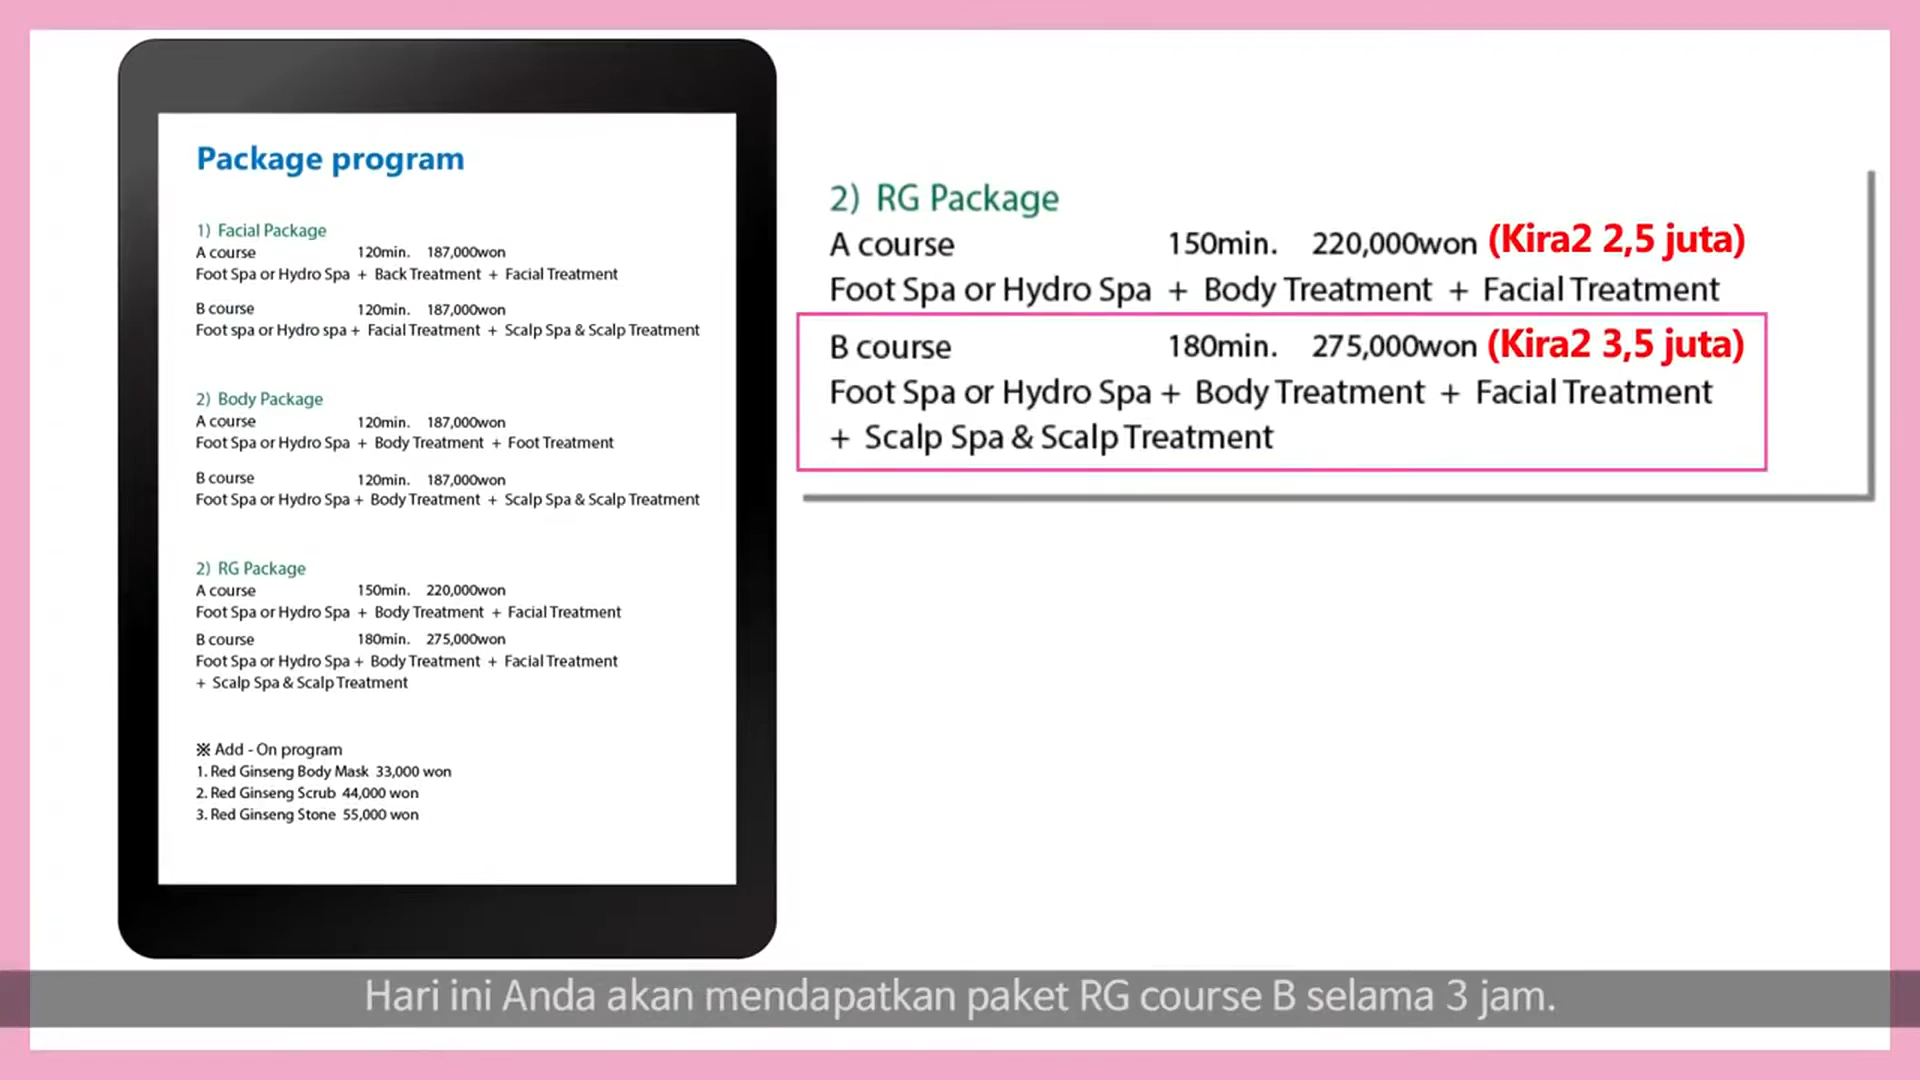 Package program
1) Facial Package
A course 120min. 187,000won
Foot Spa or Hydro Spa + Back Treatment + Facial Treatment
B course 120min. 187,000won
Foot spa or Hydro spa + Facial Treatment + Scalp Spa & Scalp Treatment
2) Body Package
A course 120min. 187,000won
Foot Spa or Hydro Spa + Body Treatment + Foot Treatment
B course 120min. 187,000won
Foot Spa or Hydro Spa + Body Treatment + Scalp Spa & Scalp Treatment
2) RG Package
A course 150min. 220,000won
Foot Spa or Hydro Spa + Body Treatment + Facial Treatment
B course 180min. 275,000won
Foot Spa or Hydro Spa + Body Treatment + Facial Treatment
+ Scalp Spa & Scalp Treatment
※ Add - On program
1. Red Ginseng Body Mask 33,000 won
2. Red Ginseng Scrub 44,000 won
3. Red Ginseng Stone 55,000 won
2) RG Package
A course 150min. 220,000won (Kira2 2,5 juta)
Foot Spa or Hydro Spa + Body Treatment + Facial Treatment
B course 180min. 275,000won (Kira2 3,5 juta)
Foot Spa or Hydro Spa + Body Treatment + Facial Treatment
+ Scalp Spa & Scalp Treatment
Hari ini Anda akan mendapatkan paket RG course B selama 3 jam.